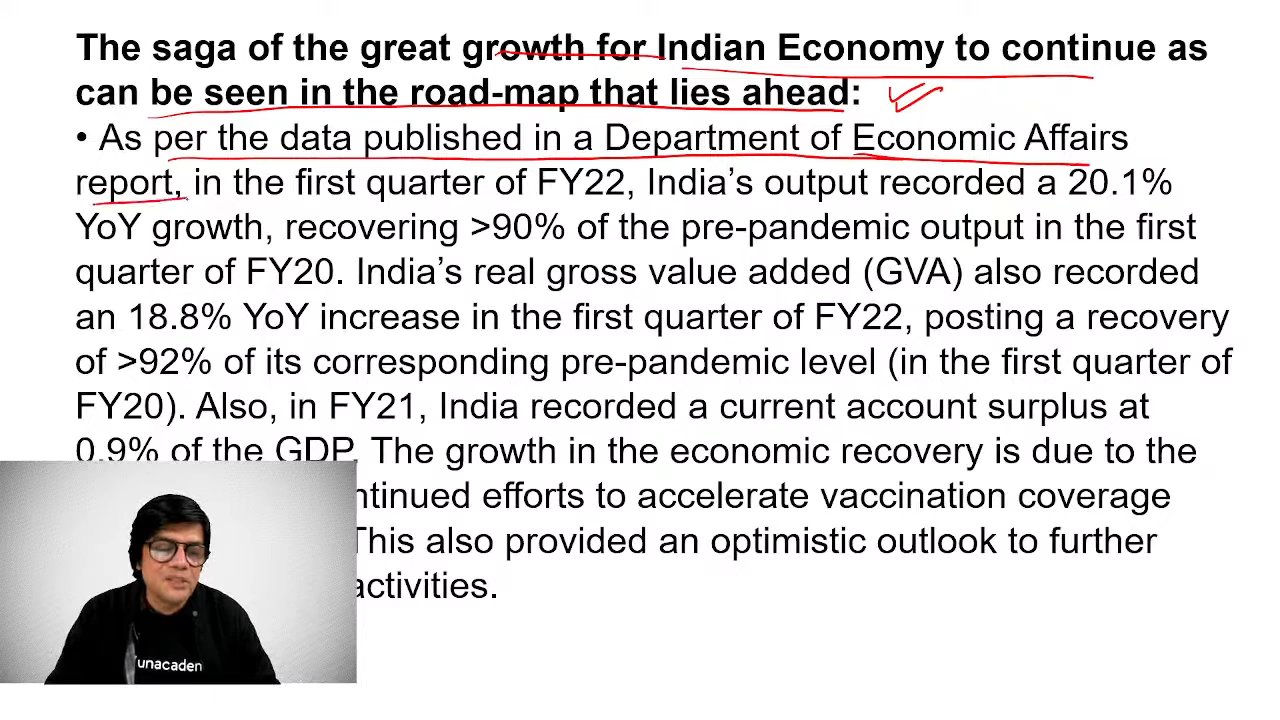 The saga of the great growth for Indian Economy to continue as
can be seen in the road-map that lies ahead:
• As per the data published in a Department of Economic Affairs
report, in the first quarter of FY22, India’s output recorded a 20.1%
YoY growth, recovering >90% of the pre-pandemic output in the first
quarter of FY20. India’s real gross value added (GVA) also recorded
an 18.8% YoY increase in the first quarter of FY22, posting a recovery
of >92% of its corresponding pre-pandemic level (in the first quarter of
FY20). Also, in FY21, India recorded a current account surplus at
0.9% of the GDP. The growth in the economic recovery is due to the
ntinued efforts to accelerate vaccination coverage
This also provided an optimistic outlook to further
activities.
unacaden